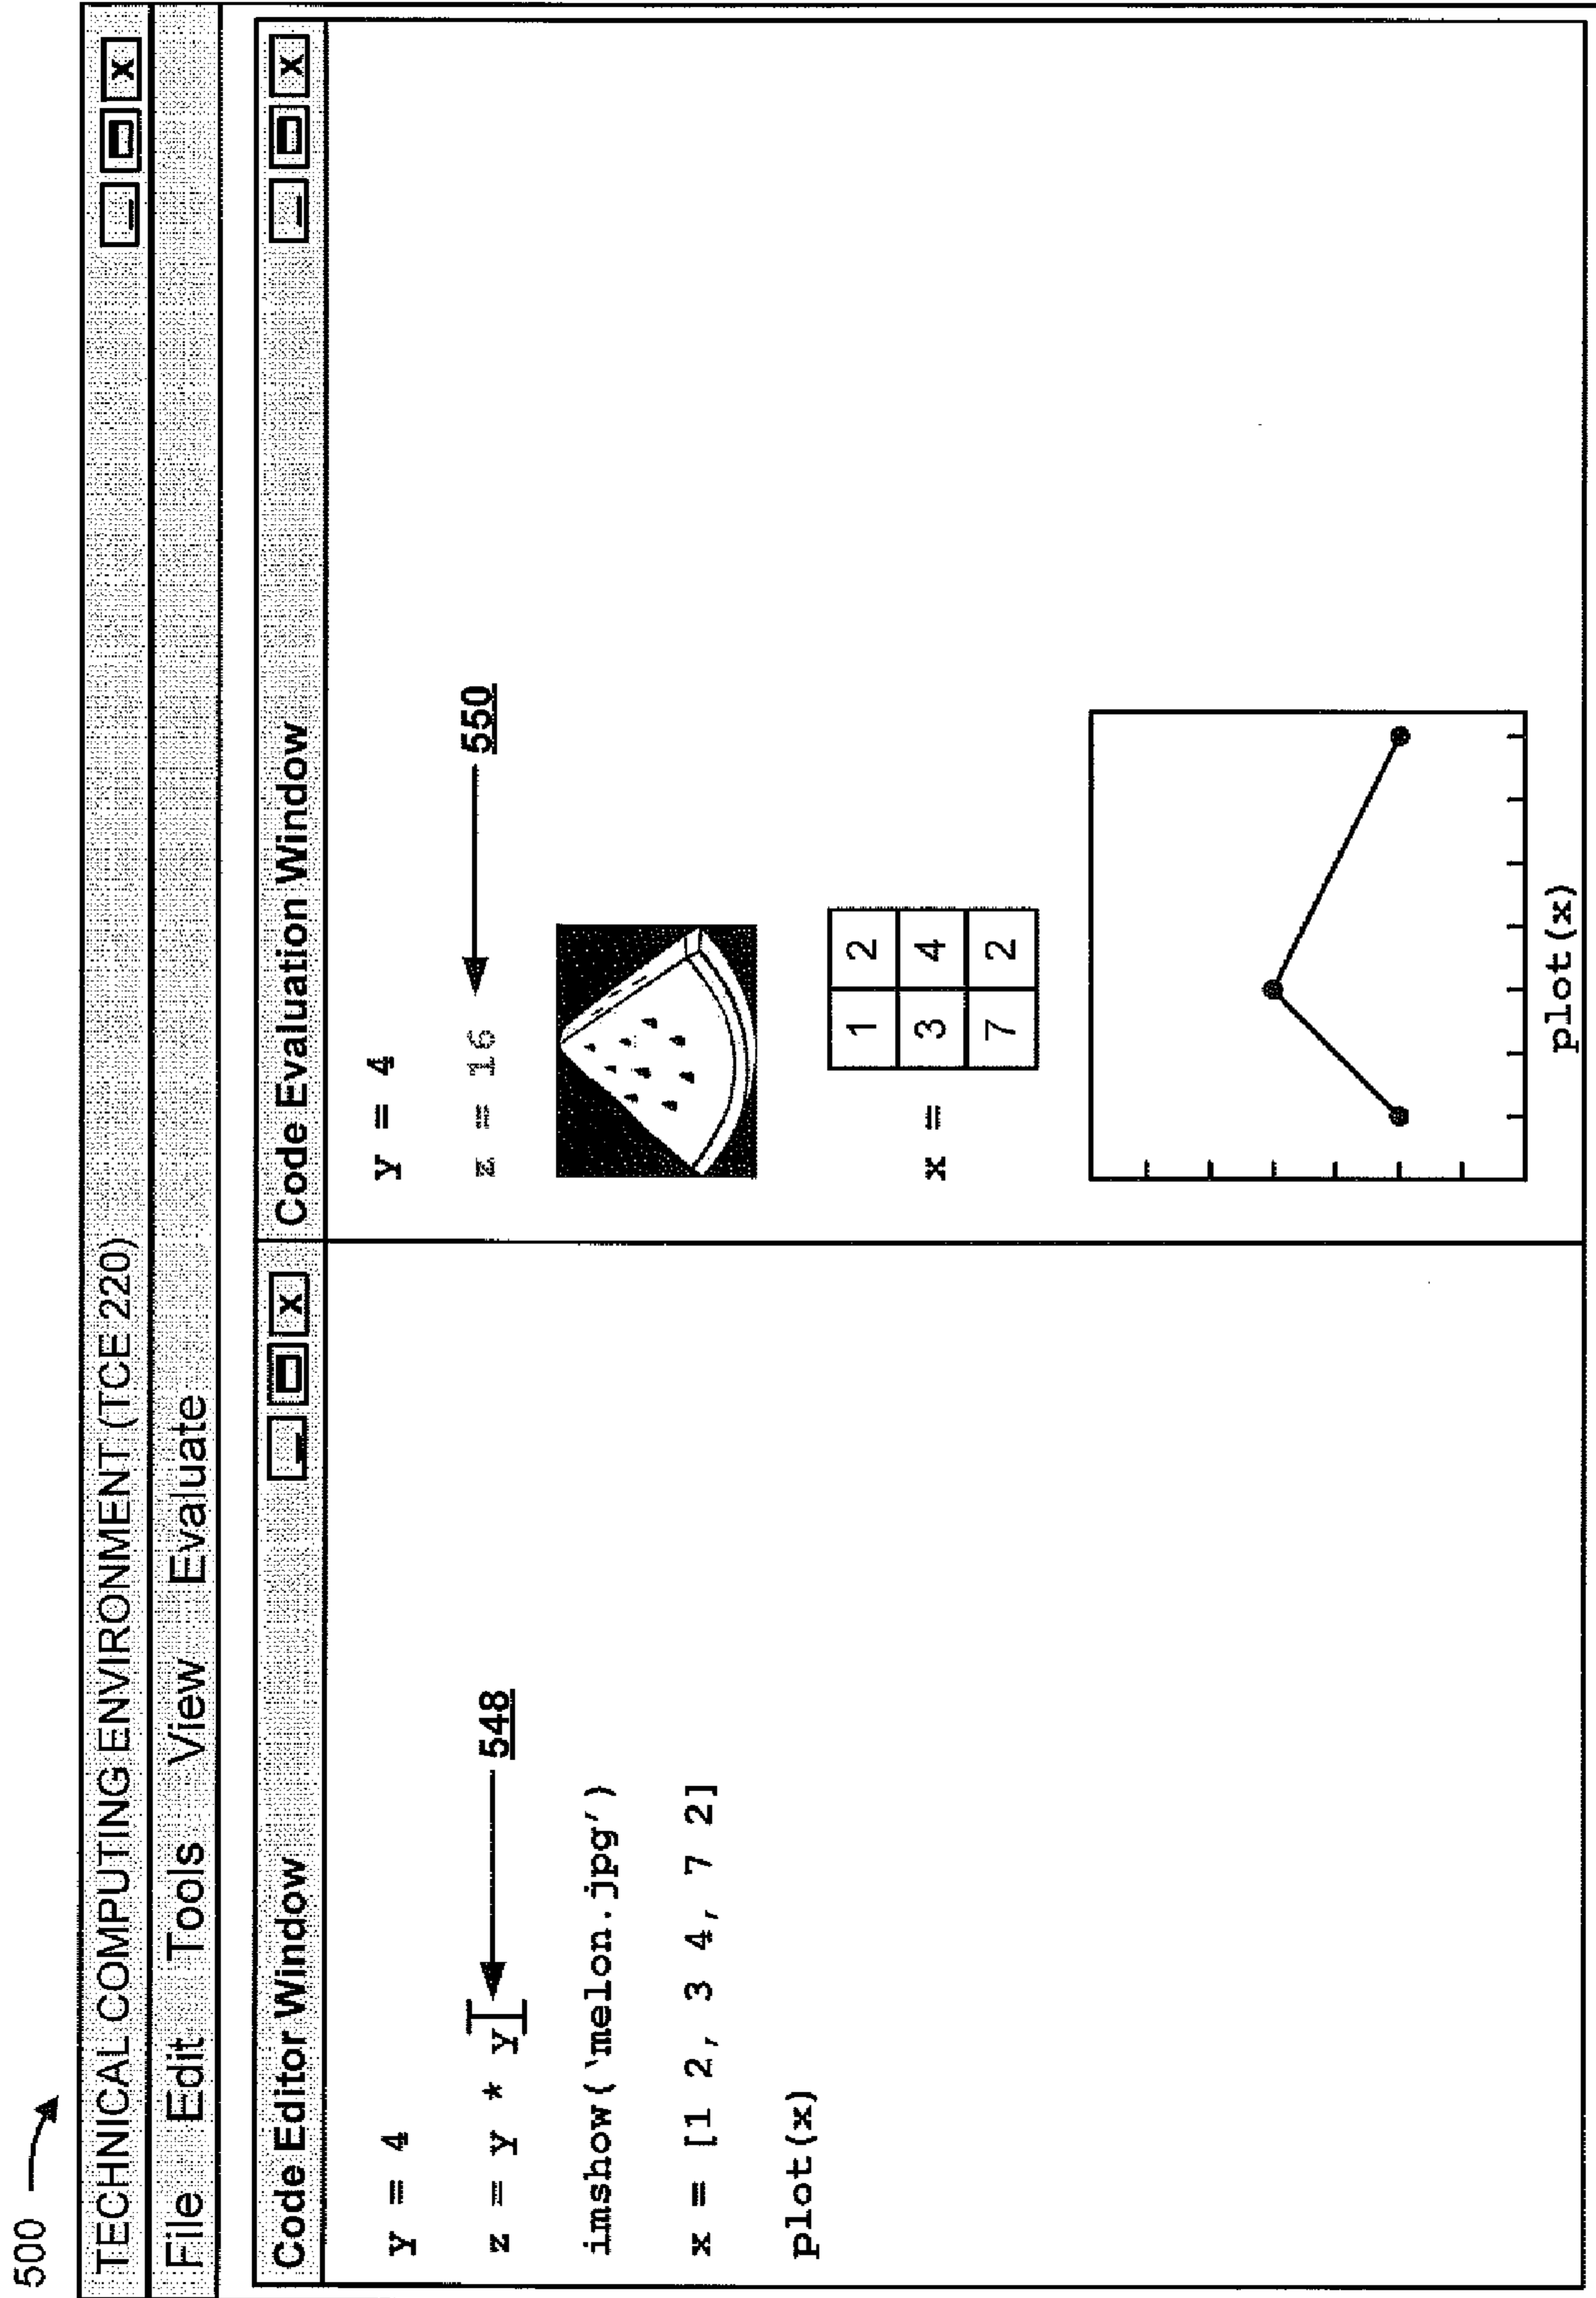 500
TECHNICAL COMPUTING ENVIRONMENT (TCE 220)
_ X
File Edit Tools View Evaluate
Code Editor Window _ X
y = 4
z = y * y
548
imshow(‘melon.jpg’)
x = [1 2, 3 4, 7 2]
plot(x)
Code Evaluation Window _ X
y = 4
z = 16
550
x =
1 2
3 4
7 2
plot(x)